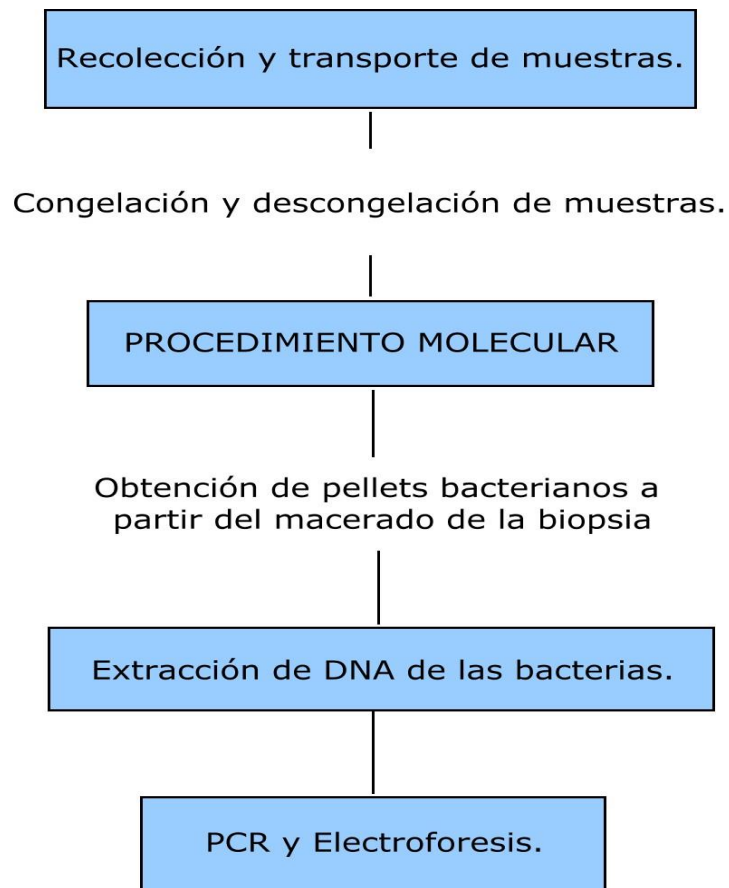 Recolección y transporte de muestras.
Congelación y descongelación de muestras.
PROCEDIMIENTO MOLECULAR
Obtención de pellets bacterianos a
partir del macerado de la biopsia
Extracción de DNA de las bacterias.
PCR y Electroforesis.